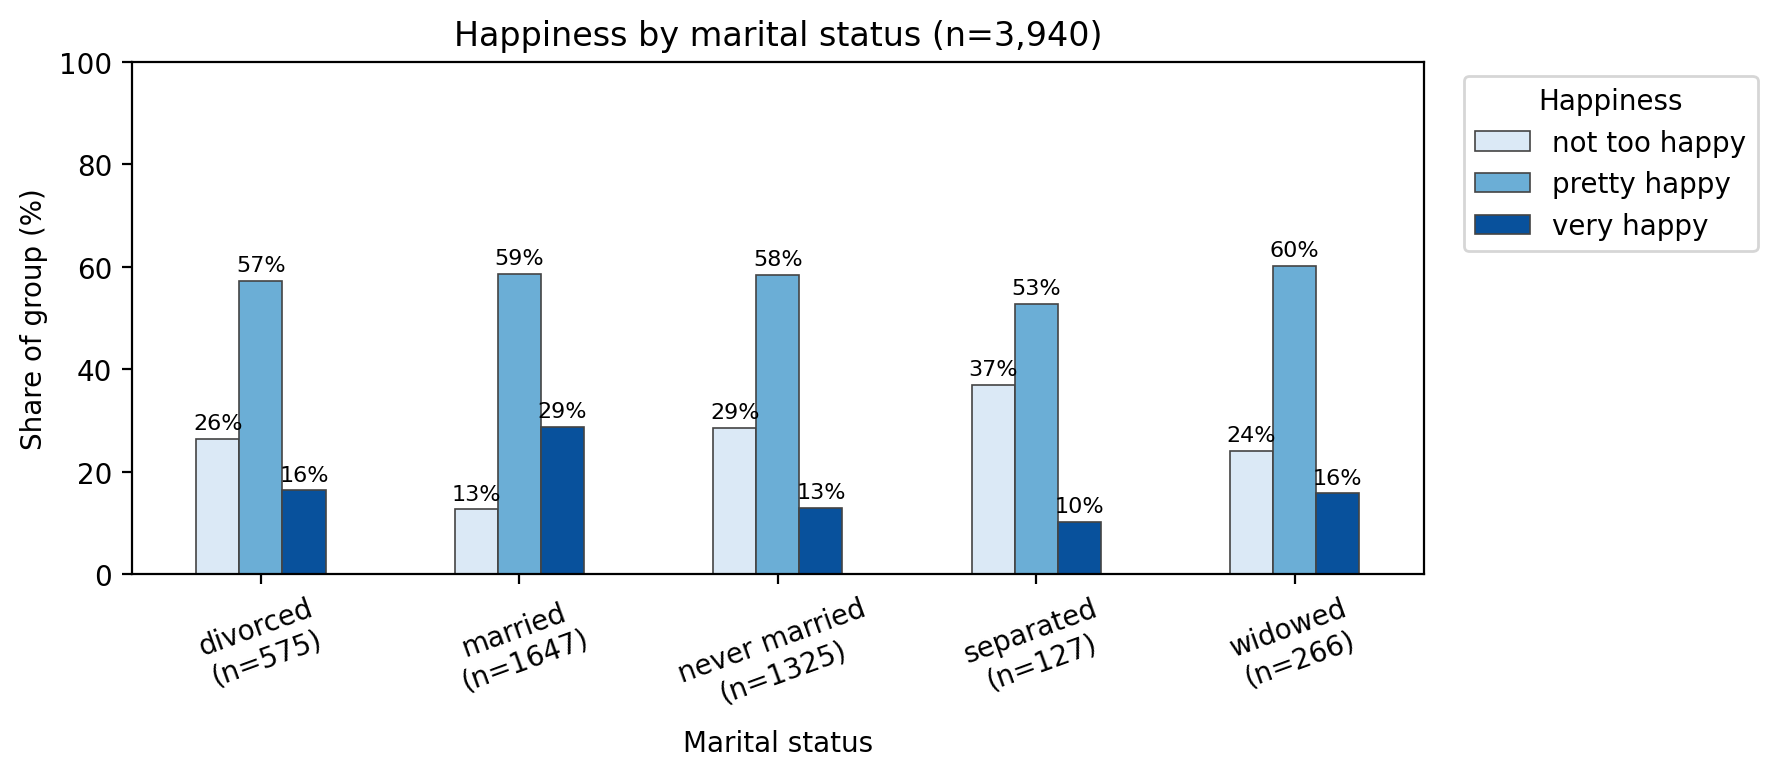 Happiness by marital status (n=3,940)
Share of group (%)
100
80
60
40
20
0
26%
57%
16%
13%
59%
29%
29%
58%
13%
37%
53%
10%
24%
60%
16%
divorced
(n=575)
married
(n=1647)
never married
(n=1325)
separated
(n=127)
widowed
(n=266)
Marital status
Happiness
not too happy
pretty happy
very happy